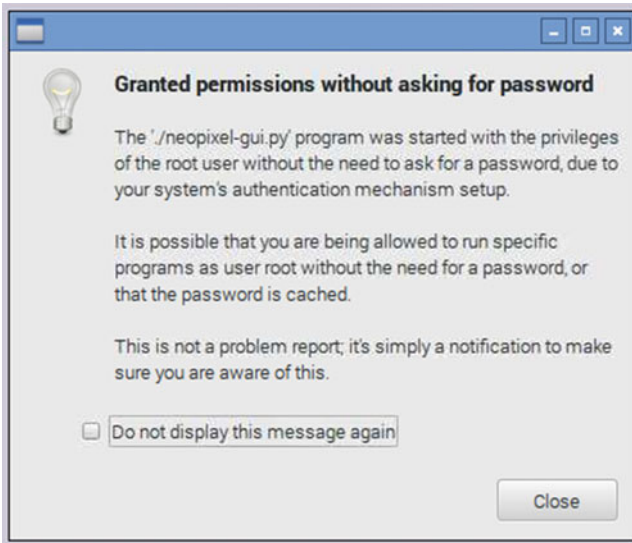 Granted permissions without asking for password
The './neopixel-gui.py' program was started with the privileges
of the root user without the need to ask for a password, due to
your system's authentication mechanism setup.
It is possible that you are being allowed to run specific
programs as user root without the need for a password, or
that the password is cached.
This is not a problem report; it's simply a notification to make
sure you are aware of this.
Do not display this message again
Close